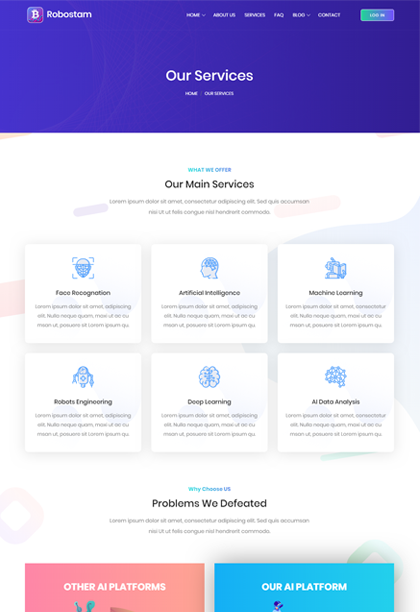 Robostam
HOME ABOUT US SERVICES FAQ BLOG CONTACT LOG IN
Our Services
HOME OUR SERVICES
WHAT WE OFFER
Our Main Services
Lorem ipsum dolor sit amet, consectetur adipiscing elit. Sed quis accumsan
nisi Ut ut felis congue nisl hendrerit commodo.
Face Recognation
Lorem ipsum dolor sit amet, adipiscing
elit. Nulla neque quam, maxi ut ac cu
msan ut, posuere sit Lorem ipsum qu.
Artificial Intelligence
Lorem ipsum dolor sit amet, adipiscing
elit. Nulla neque quam, maxi ut ac cu
msan ut, posuere sit Lorem ipsum qu.
Machine Learning
Lorem ipsum dolor sit amet, consectetur
elit. Nulla neque quam, maxi ut ac cu
msan ut, posuere sit Lorem ipsum qu.
Robots Engineering
Lorem ipsum dolor sit amet, adipiscing
elit. Nulla neque quam, maxi ut ac cu
msan ut, posuere sit Lorem ipsum qu.
Deep Learning
Lorem ipsum dolor sit amet, adipiscing
elit. Nulla neque quam, maxi ut ac cu
msan ut, posuere sit Lorem ipsum qu.
AI Data Analysis
Lorem ipsum dolor sit amet, consectetur
elit. Nulla neque quam, maxi ut ac cu
msan ut, posuere sit Lorem ipsum qu.
Why Choose US
Problems We Defeated
Lorem ipsum dolor sit amet, consectetur adipiscing elit. Sed quis accumsan
nisi Ut ut felis congue nisl hendrerit commodo.
OTHER AI PLATFORMS
OUR AI PLATFORM